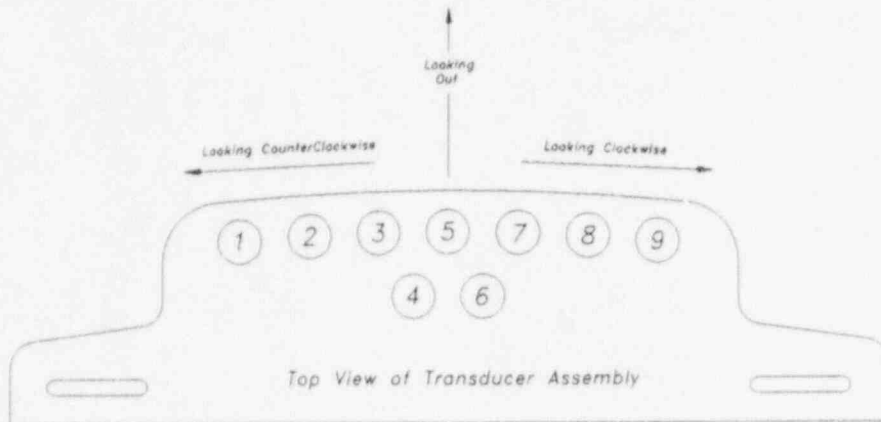 Looking
Out
Looking CounterClockwise
Looking Clockwise
1 2 3 5 7 8 9
4 6
Top View of Transducer Assembly